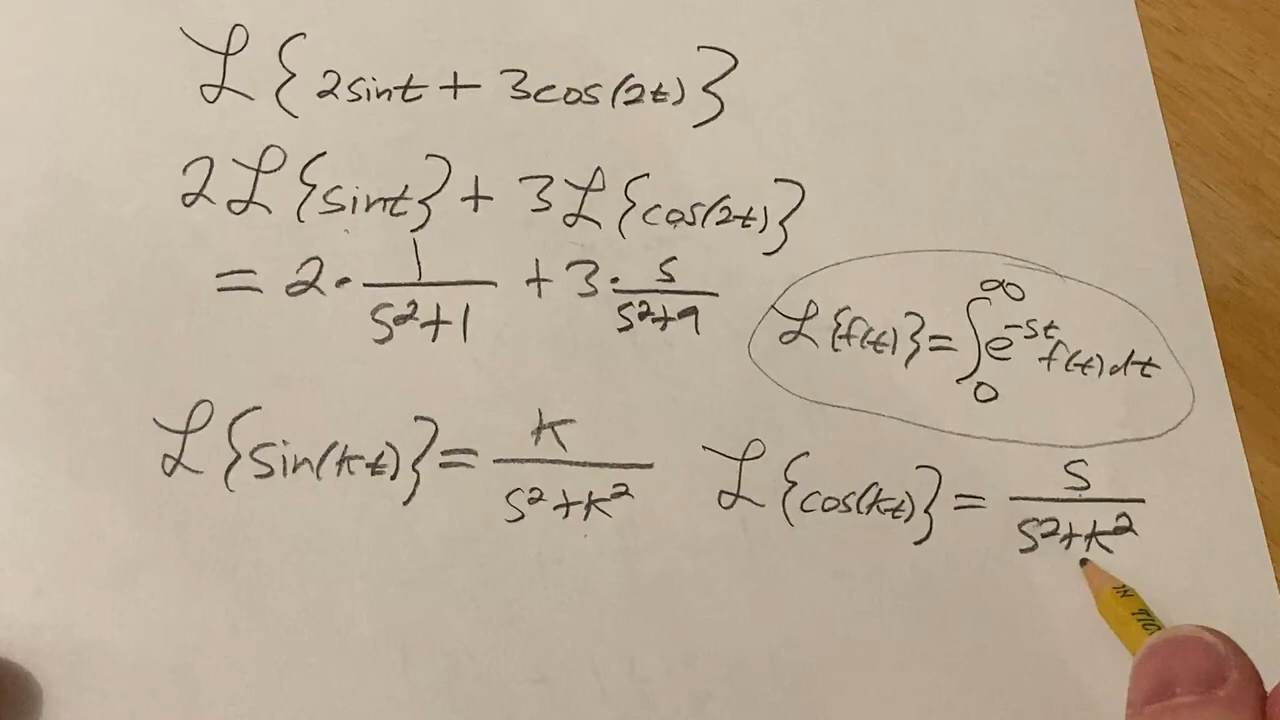 ℒ{2sint + 3cos(2t)}
2ℒ{sint} + 3ℒ{cos(2t)}
= 2 · 1/(s²+1) + 3 · s/(s²+9)
ℒ{f(t)} = ∫₀^∞ e^(-st) f(t) dt
ℒ{sin(kt)} = k/(s²+k²)
ℒ{cos(kt)} = s/(s²+k²)